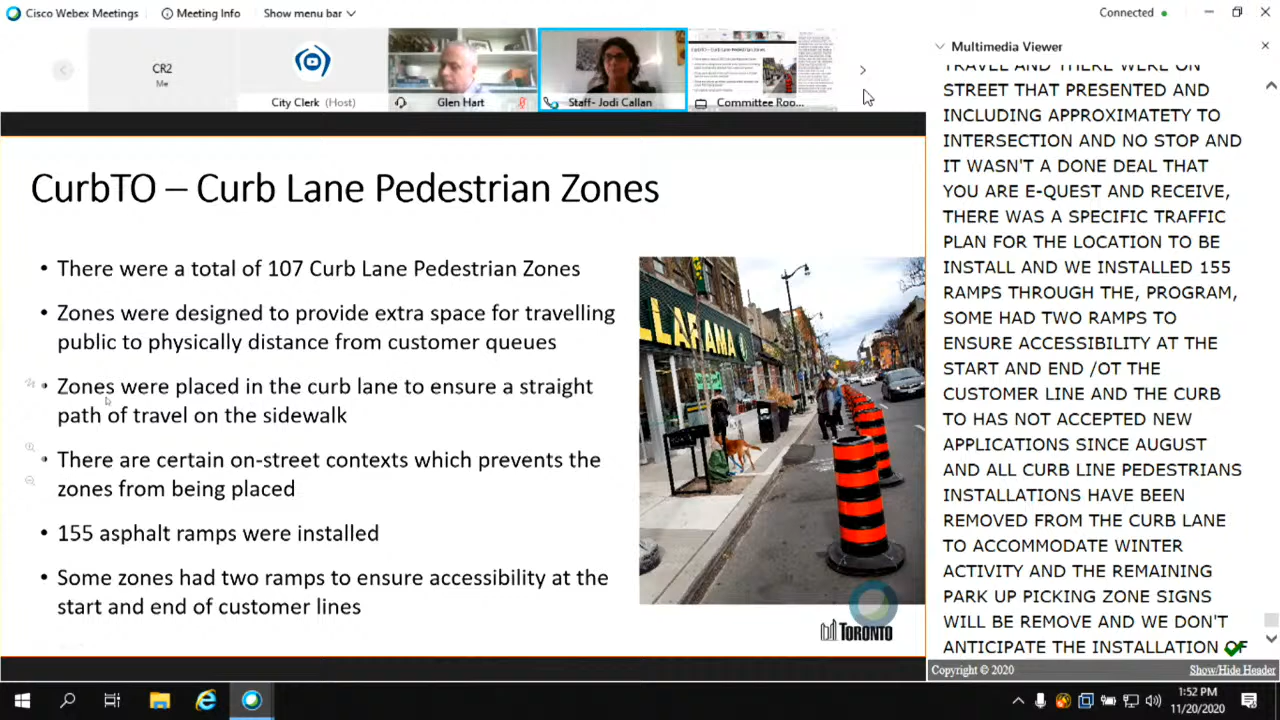 Cisco Webex Meetings
Meeting Info
Show menu bar
Connected
CR2
Me
City Clerk (Host)
Glen Hart
Staff- Jodi Callan
Committee Roo...
CurbTO – Curb Lane Pedestrian Zones
• There were a total of 107 Curb Lane Pedestrian Zones
• Zones were designed to provide extra space for travelling
public to physically distance from customer queues
• Zones were placed in the curb lane to ensure a straight
path of travel on the sidewalk
• There are certain on-street contexts which prevents the
zones from being placed
• 155 asphalt ramps were installed
• Some zones had two ramps to ensure accessibility at the
start and end of customer lines
LLARAMA
TORONTO
Multimedia Viewer
STREET THAT PRESENTED AND
INCLUDING APPROXIMATETY TO
INTERSECTION AND NO STOP AND
IT WASN'T A DONE DEAL THAT
YOU ARE E-QUEST AND RECEIVE,
THERE WAS A SPECIFIC TRAFFIC
PLAN FOR THE LOCATION TO BE
INSTALL AND WE INSTALLED 155
RAMPS THROUGH THE, PROGRAM,
SOME HAD TWO RAMPS TO
ENSURE ACCESSIBILITY AT THE
START AND END /OT THE
CUSTOMER LINE AND THE CURB
TO HAS NOT ACCEPTED NEW
APPLICATIONS SINCE AUGUST
AND ALL CURB LINE PEDESTRIANS
INSTALLATIONS HAVE BEEN
REMOVED FROM THE CURB LANE
TO ACCOMMODATE WINTER
ACTIVITY AND THE REMAINING
PARK UP PICKING ZONE SIGNS
WILL BE REMOVE AND WE DON'T
ANTICIPATE THE INSTALLATION OF
Copyright © 2020
Show/Hide Header
1:52 PM
11/20/2020